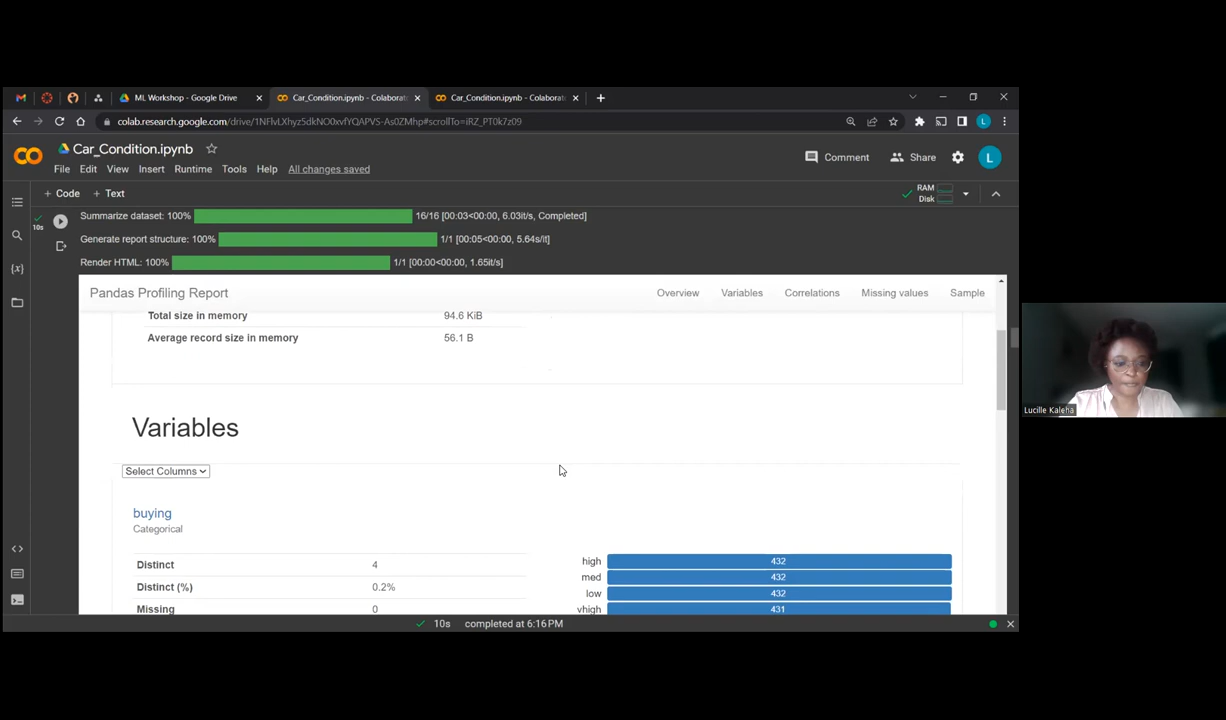 ML Workshop - Google Drive
Car_Condition.ipynb - Colaborat
Car_Condition.ipynb - Colaborat
colab.research.google.com/drive/1NFlvLXhyz5dkNO0xvfYQAPVS-As0ZMhp#scrollTo=iRZ_PT0k7z09
Car_Condition.ipynb
Comment
Share
L
File Edit View Insert Runtime Tools Help All changes saved
+ Code + Text
RAM
Disk
10s
Summarize dataset: 100% 16/16 [00:03<00:00, 6.03it/s, Completed]
Generate report structure: 100% 1/1 [00:05<00:00, 5.64s/it]
Render HTML: 100% 1/1 [00:00<00:00, 1.65it/s]
Pandas Profiling Report
Overview Variables Correlations Missing values Sample
Total size in memory 94.6 KiB
Average record size in memory 56.1 B
Variables
Select Columns
buying
Categorical
Distinct 4
Distinct (%) 0.2%
Missing 0
high 432
med 432
low 432
vhigh 431
10s completed at 6:16 PM
Lucille Kaleha